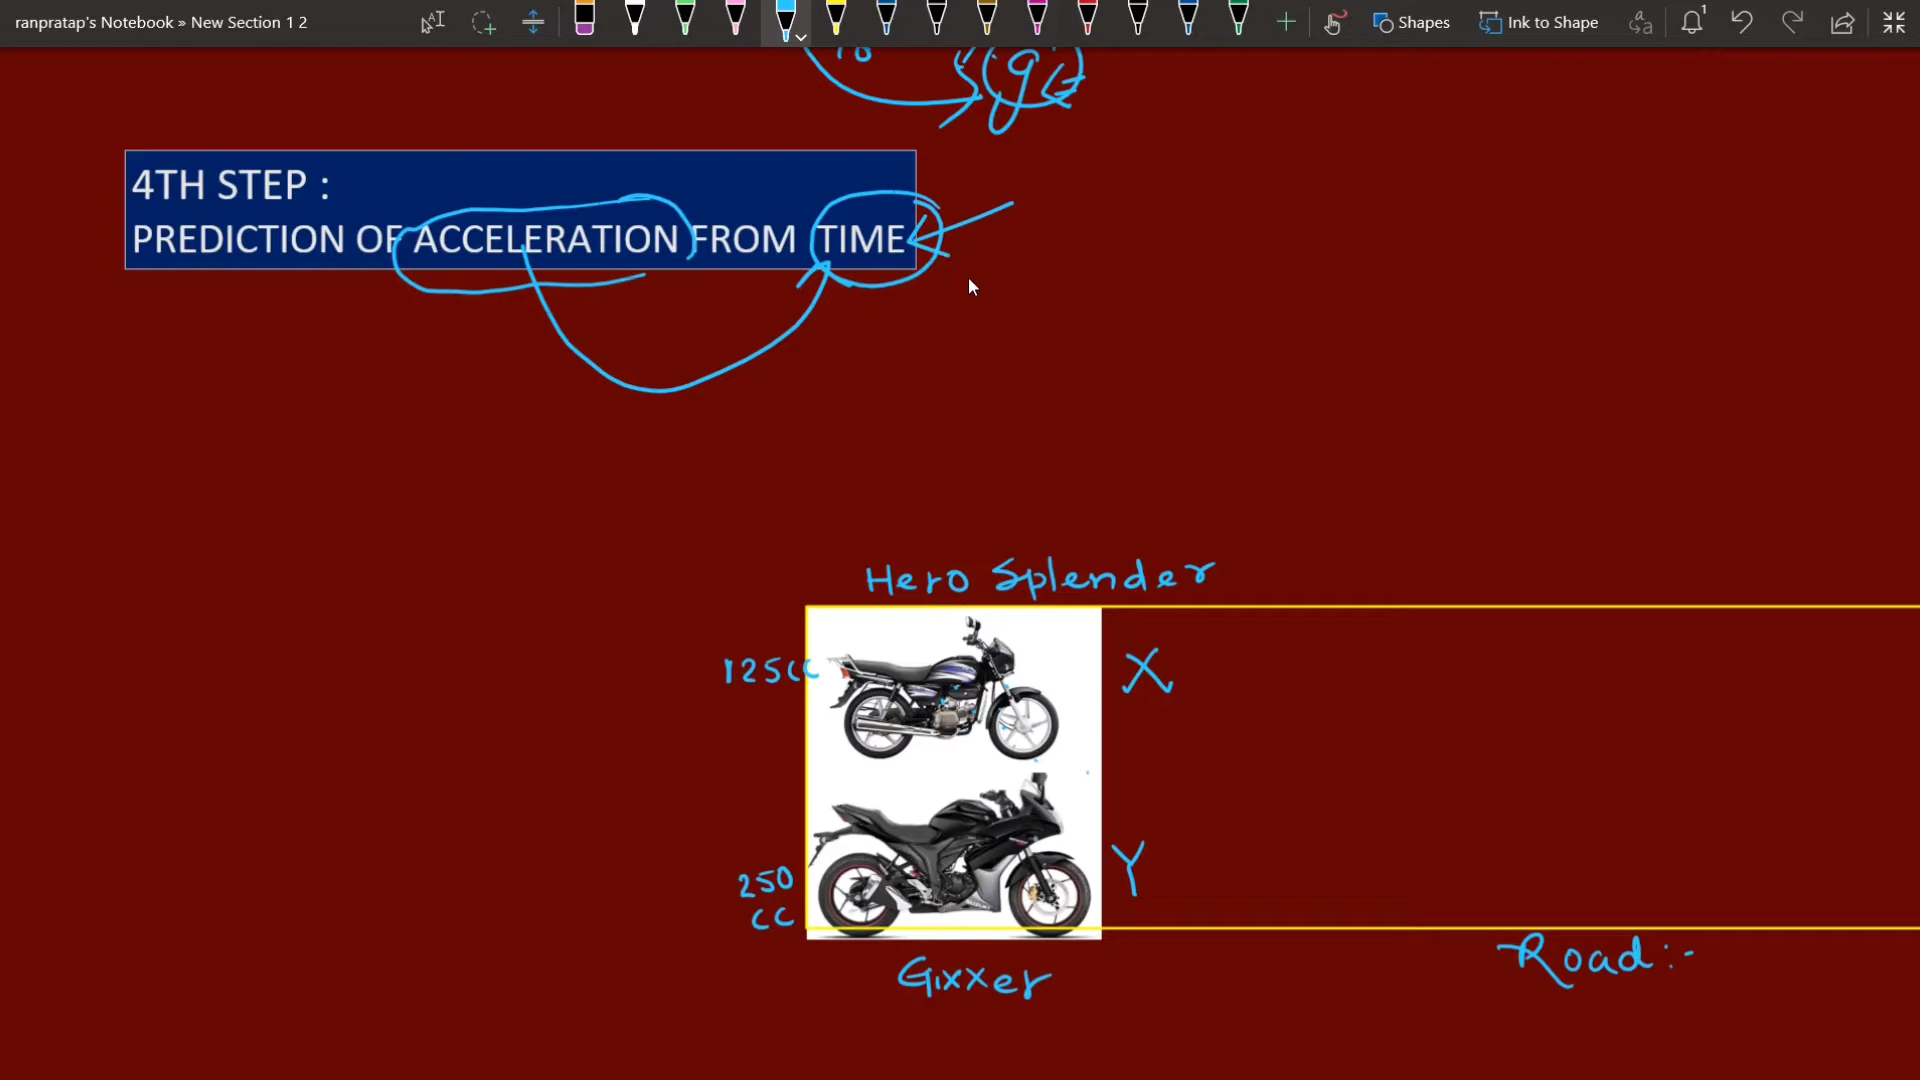 ranpratap's Notebook » New Section 1 2
Shapes
Ink to Shape
1
g
4TH STEP :
PREDICTION OF ACCELERATION FROM TIME
Hero Splender
125cc
X
250
cc
Y
Gixxer
Road :-